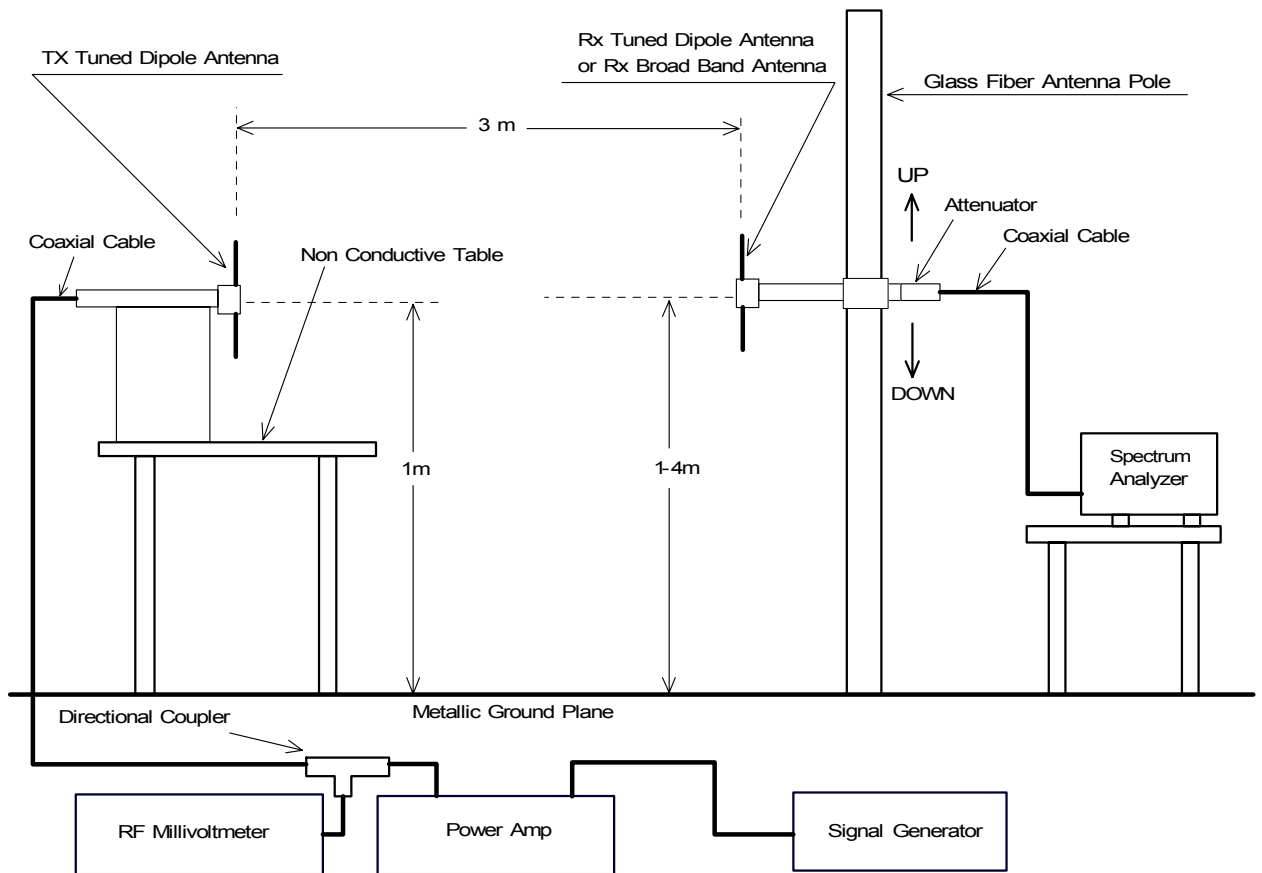 TX Tuned Dipole Antenna
Rx Tuned Dipole Antenna
or Rx Broad Band Antenna
Glass Fiber Antenna Pole
3 m
UP
Attenuator
Coaxial Cable
Coaxial Cable
Non Conductive Table
DOWN
1m
1-4m
Spectrum
Analyzer
Metallic Ground Plane
Directional Coupler
RF Millivoltmeter
Power Amp
Signal Generator